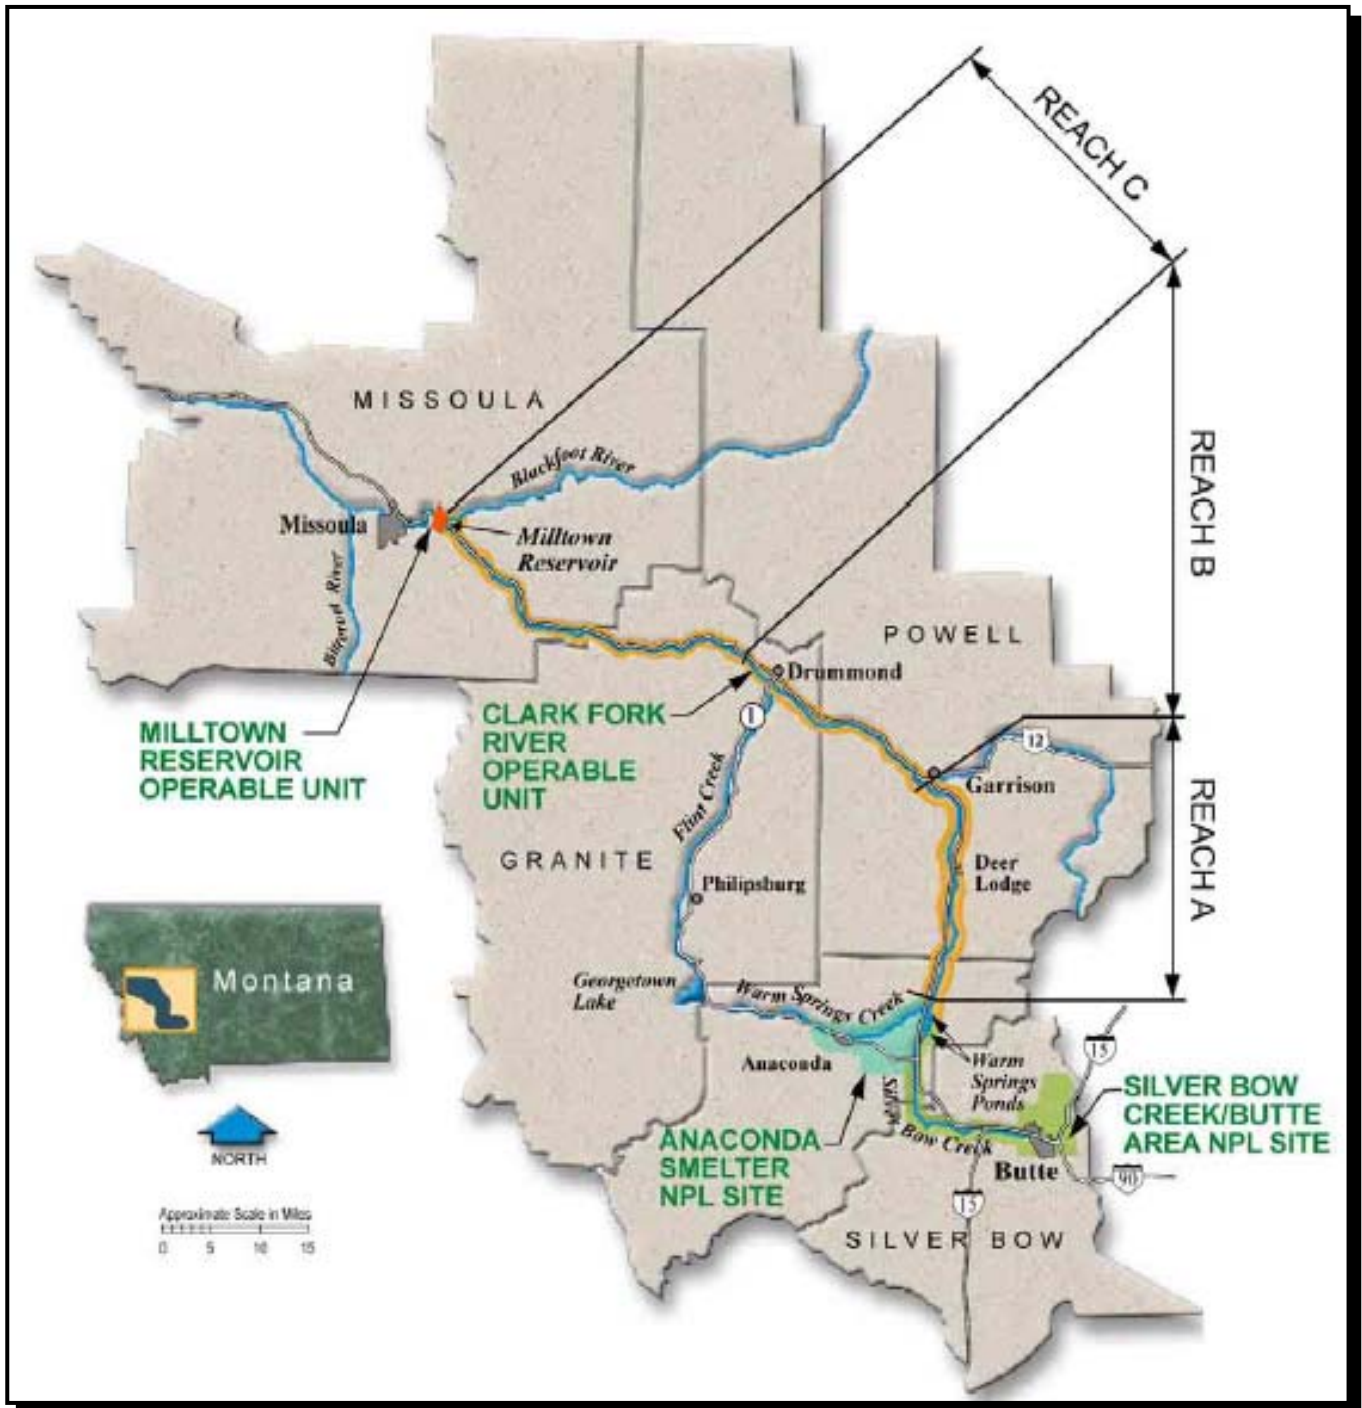 REACH C
MISSOULA
Blackfoot River
REACH B
Missoula
Milltown
Reservoir
Bitterroot River
POWELL
Drummond
MILLTOWN
RESERVOIR
OPERABLE UNIT
CLARK FORK
RIVER
OPERABLE
UNIT
1
12
Garrison
Flint Creek
REACH A
GRANITE
Deer
Lodge
Philipsburg
Montana
Georgetown
Lake
Warm Springs Creek
Anaconda
Warm
Springs
Ponds
15
SILVER BOW
CREEK/BUTTE
AREA NPL SITE
Silver Bow Creek
ANACONDA
SMELTER
NPL SITE
Butte
90
15
NORTH
SILVER BOW
Approximate Scale in Miles
0 5 10 15